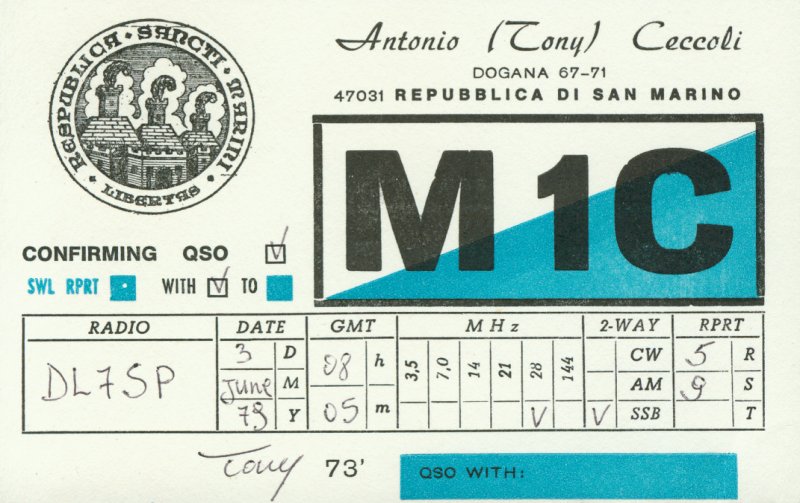 RESPUBLICA · SANCTI · MARINI
· LIBERTAS ·
Antonio (Tony) Ceccoli
DOGANA 67-71
47031 REPUBBLICA DI SAN MARINO
M1C
CONFIRMING QSO V
SWL RPRT WITH V TO
RADIO DATE GMT MHz 2-WAY RPRT
DL7SP 3 D 08 h 3,5 7,0 14 21 28 144 CW 5 R
June M AM 9 S
79 Y 05 m V V SSB T
Tony 73' QSO WITH: